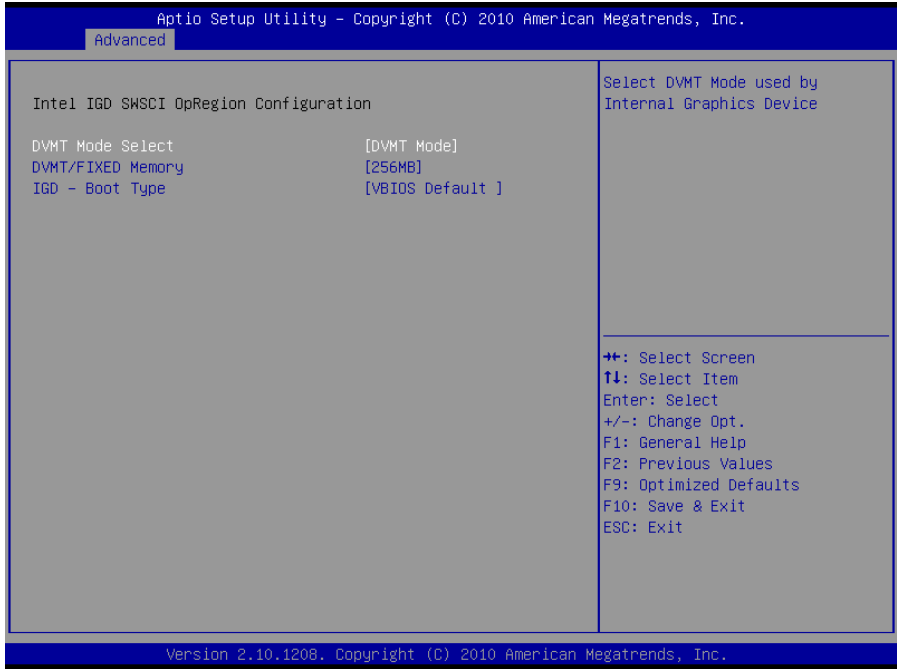 Aptio Setup Utility – Copyright (C) 2010 American Megatrends, Inc.
Advanced
Intel IGD SWSCI OpRegion Configuration
DVMT Mode Select [DVMT Mode]
DVMT/FIXED Memory [256MB]
IGD – Boot Type [VBIOS Default ]
Select DVMT Mode used by
Internal Graphics Device
→←: Select Screen
↑↓: Select Item
Enter: Select
+/-: Change Opt.
F1: General Help
F2: Previous Values
F9: Optimized Defaults
F10: Save & Exit
ESC: Exit
Version 2.10.1208. Copyright (C) 2010 American Megatrends, Inc.